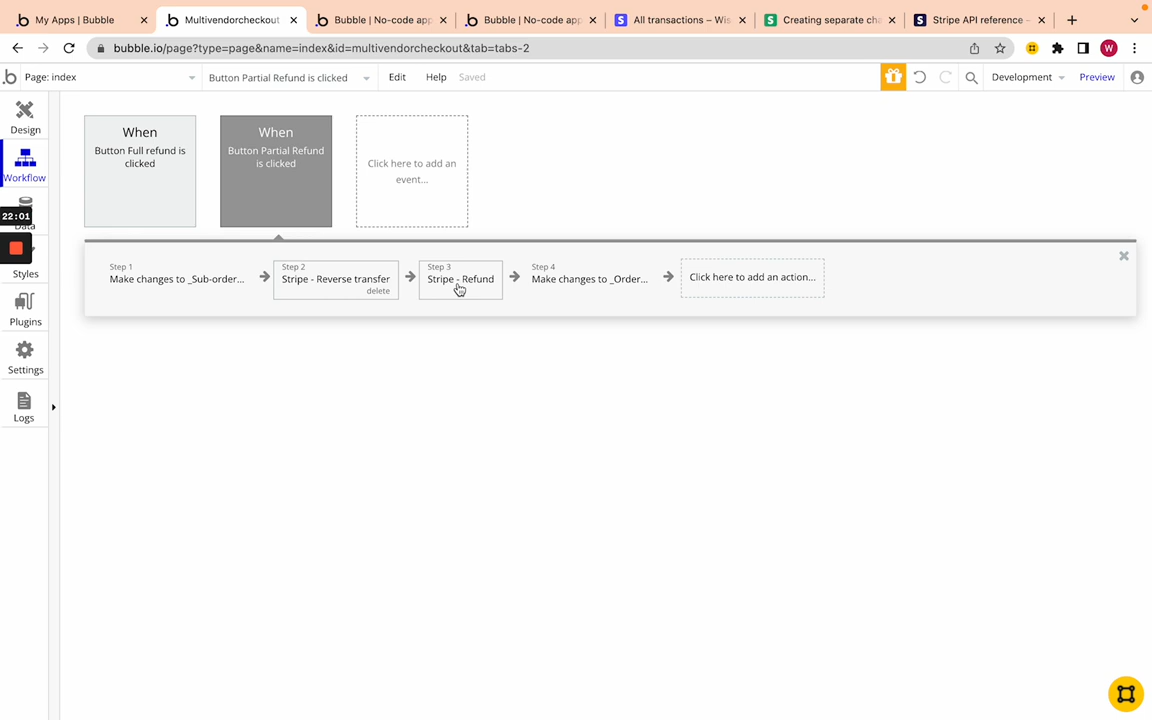 My Apps | Bubble
Multivendorcheckout
Bubble | No-code app
Bubble | No-code app
All transactions – Wis
Creating separate cha
Stripe API reference –
bubble.io/page?type=page&name=index&id=multivendorcheckout&tab=tabs-2
W
Page: index
Button Partial Refund is clicked
Edit
Help
Saved
Development
Preview
Design
Workflow
22:01
Data
Styles
Plugins
Settings
Logs
When
Button Full refund is
clicked
When
Button Partial Refund
is clicked
Click here to add an
event...
Step 1
Make changes to _Sub-order...
Step 2
Stripe - Reverse transfer
delete
Step 3
Stripe - Refund
Step 4
Make changes to _Order...
Click here to add an action...